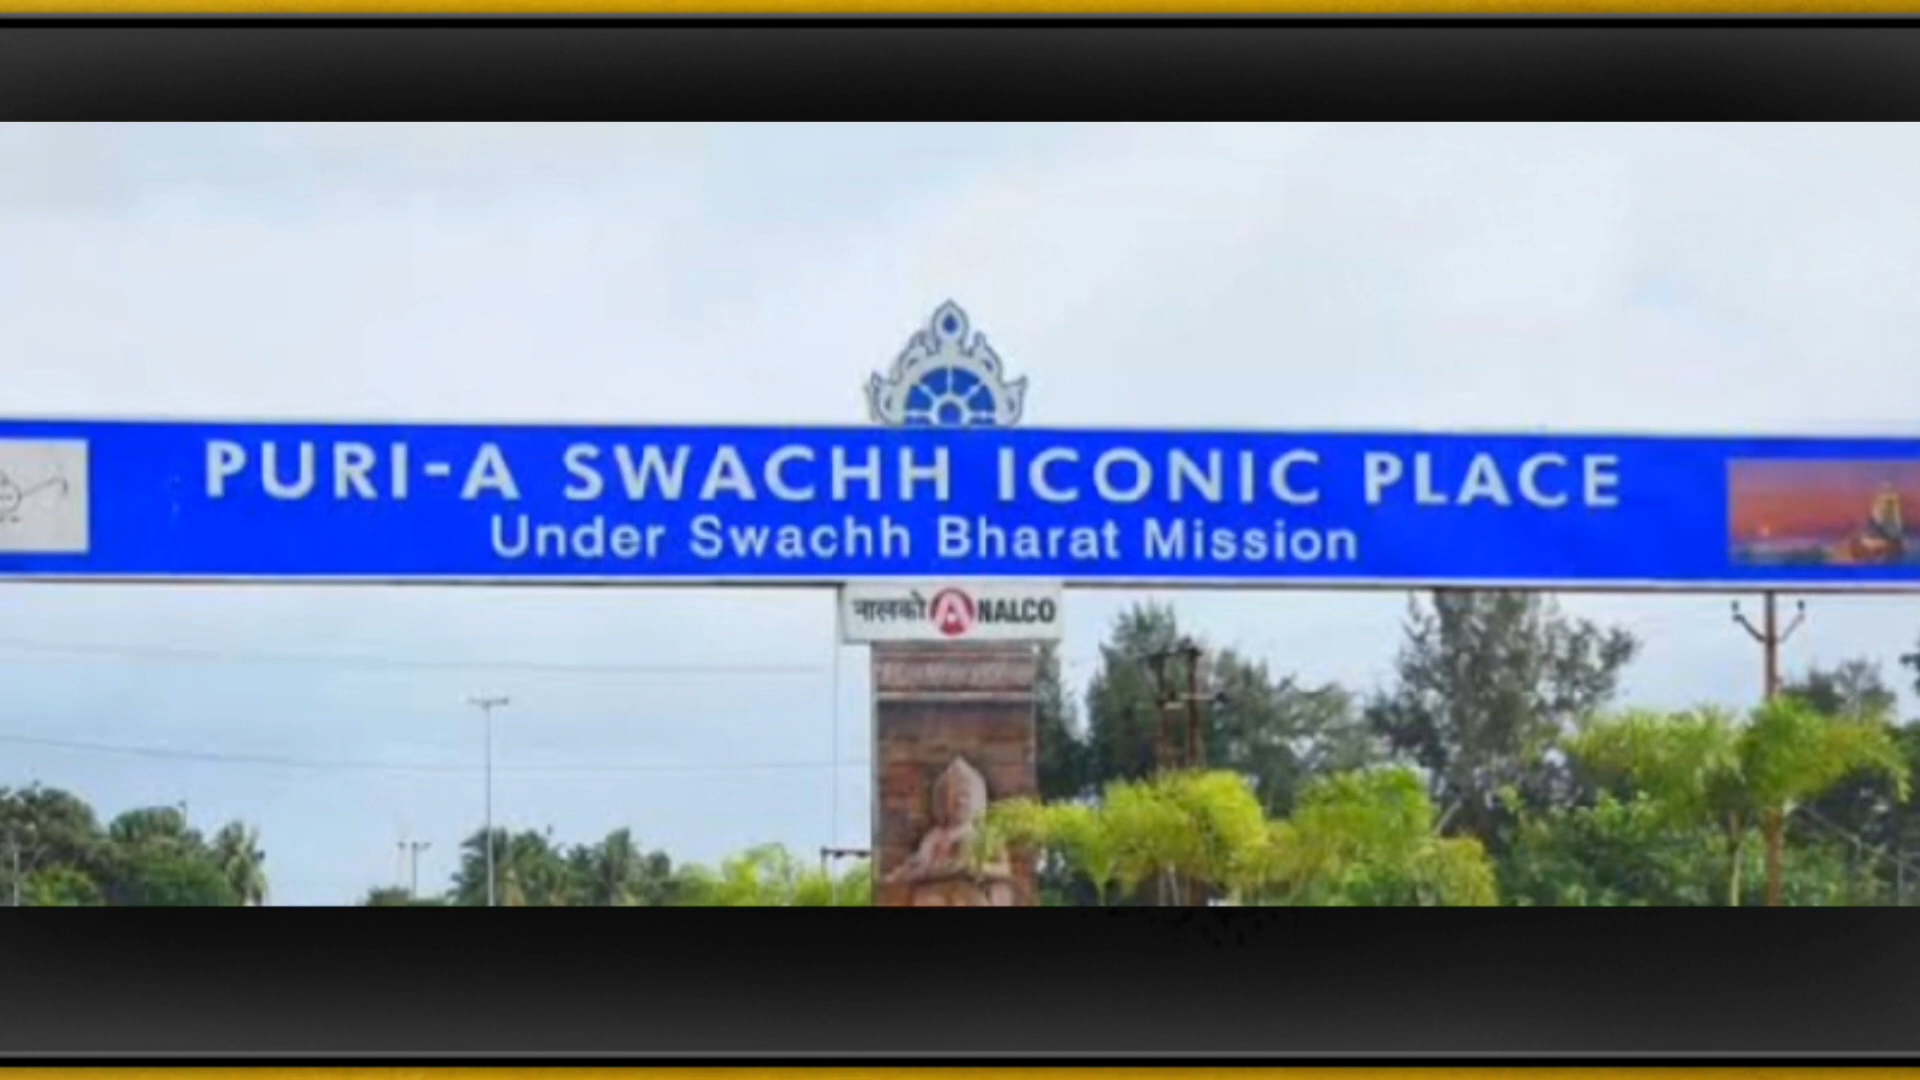 PURI-A SWACHH ICONIC PLACE
Under Swachh Bharat Mission
नालको A NALCO